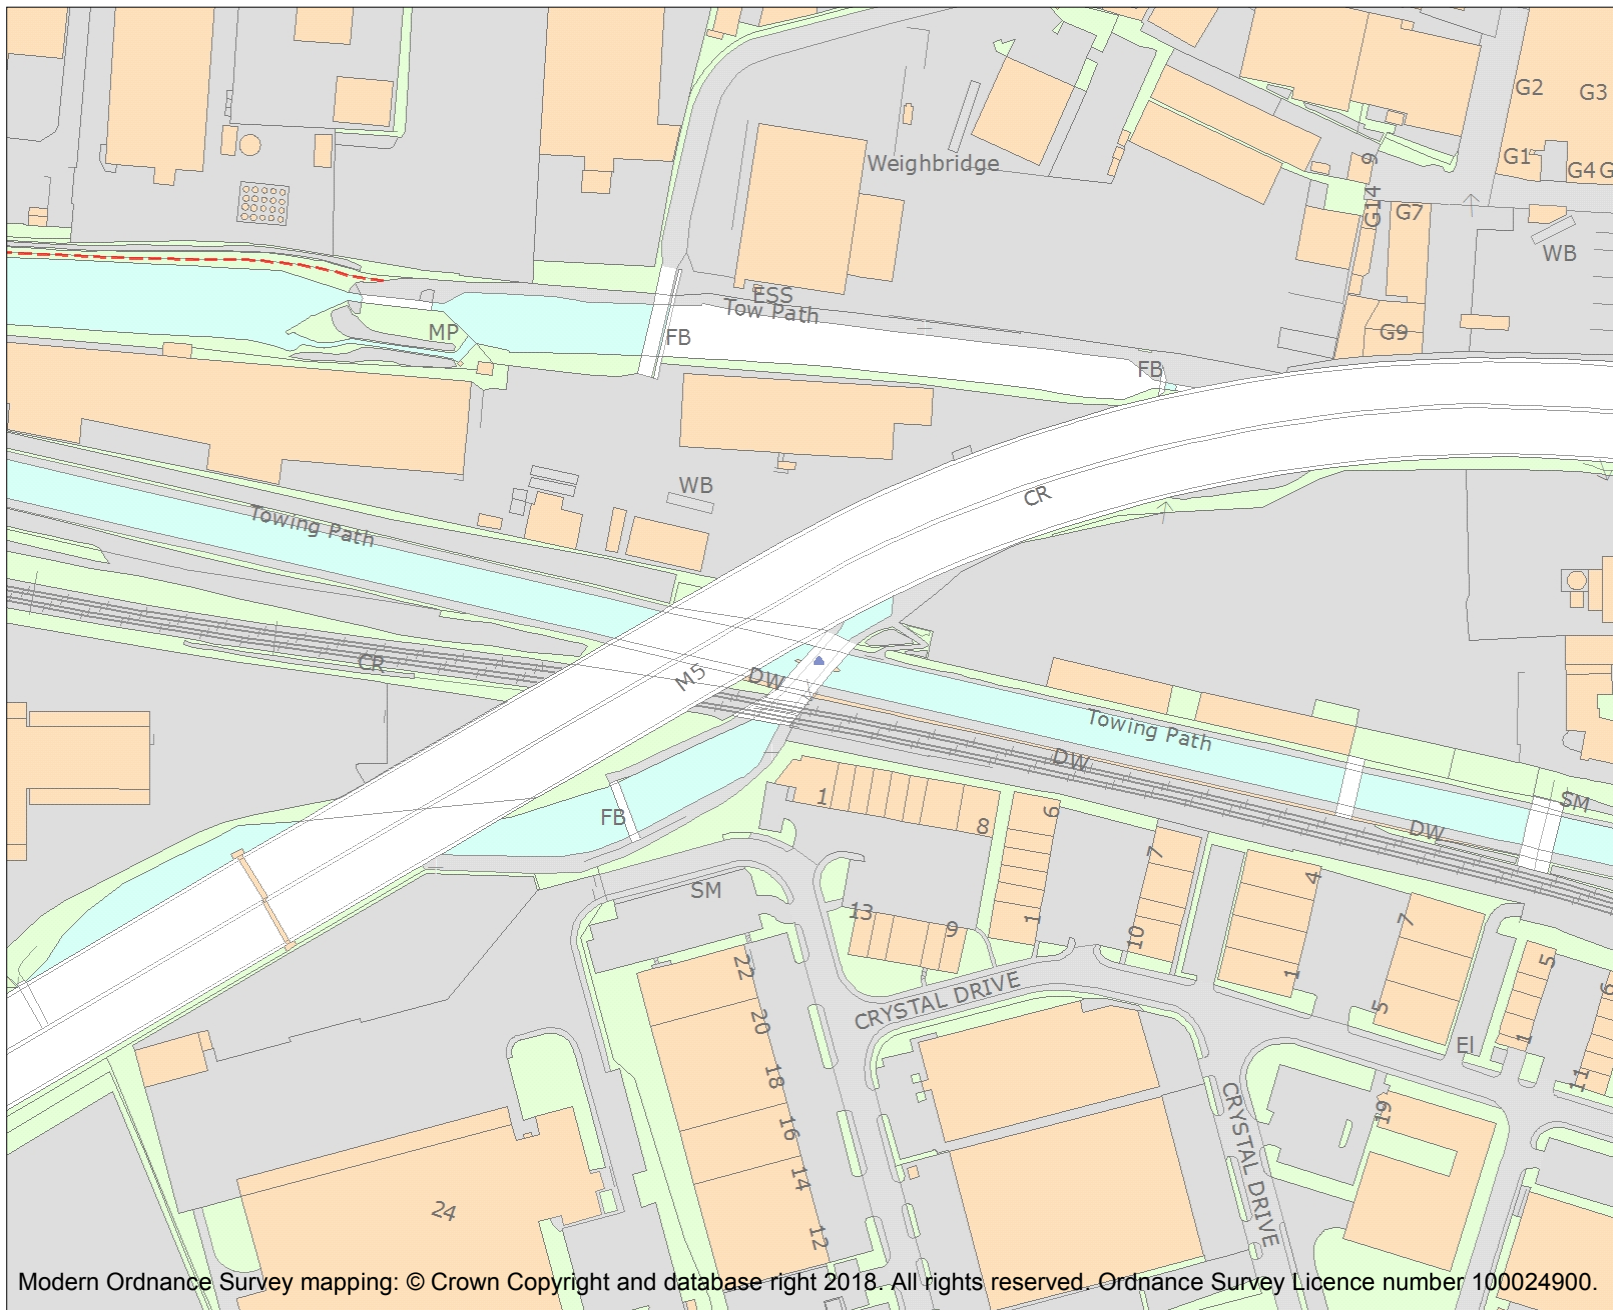 G2
G3
G1
G4 G
9
Weighbridge
G14
G7
WB
ESS
Tow Path
MP
FB
G9
FB
WB
CR
Towing Path
CR
M5
DW
Towing Path
DW
SM
DW
FB
1
8
6
7
4
SM
13
9
1
10
1
7
5
22
CRYSTAL DRIVE
5
6
20
1
El
18
11
19
CRYSTAL DRIVE
16
14
24
12
Modern Ordnance Survey mapping: © Crown Copyright and database right 2018. All rights reserved. Ordnance Survey Licence number 100024900.